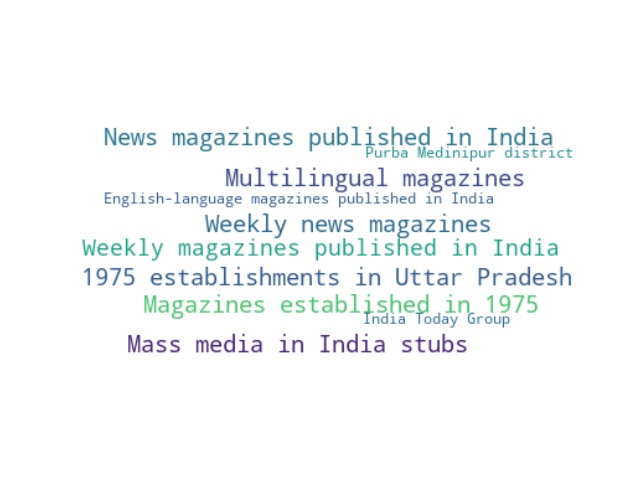 News magazines published in India
Purba Medinipur district
Multilingual magazines
English-language magazines published in India
Weekly news magazines
Weekly magazines published in India
1975 establishments in Uttar Pradesh
Magazines established in 1975
India Today Group
Mass media in India stubs